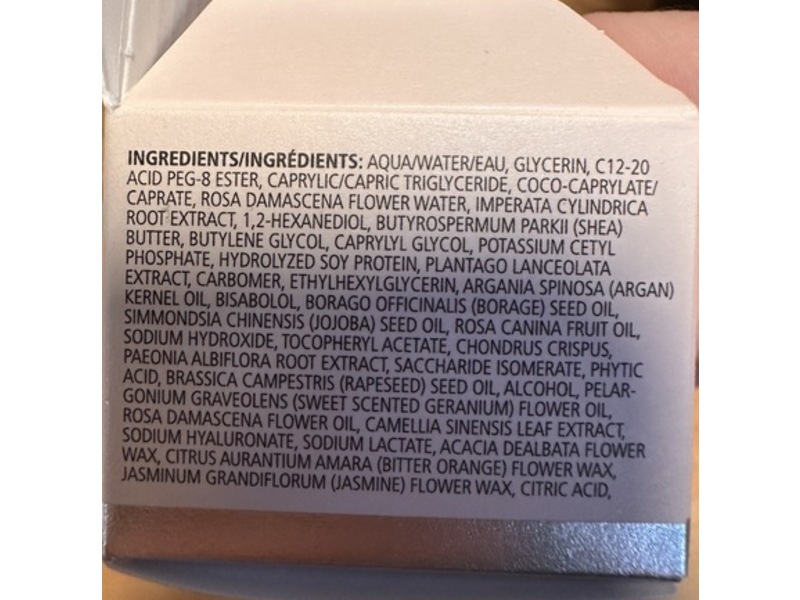 INGREDIENTS/INGRÉDIENTS: AQUA/WATER/EAU, GLYCERIN, C12-20
ACID PEG-8 ESTER, CAPRYLIC/CAPRIC TRIGLYCERIDE, COCO-CAPRYLATE/
CAPRATE, ROSA DAMASCENA FLOWER WATER, IMPERATA CYLINDRICA
ROOT EXTRACT, 1,2-HEXANEDIOL, BUTYROSPERMUM PARKII (SHEA)
BUTTER, BUTYLENE GLYCOL, CAPRYLYL GLYCOL, POTASSIUM CETYL
PHOSPHATE, HYDROLYZED SOY PROTEIN, PLANTAGO LANCEOLATA
EXTRACT, CARBOMER, ETHYLHEXYLGLYCERIN, ARGANIA SPINOSA (ARGAN)
KERNEL OIL, BISABOLOL, BORAGO OFFICINALIS (BORAGE) SEED OIL,
SIMMONDSIA CHINENSIS (JOJOBA) SEED OIL, ROSA CANINA FRUIT OIL,
SODIUM HYDROXIDE, TOCOPHERYL ACETATE, CHONDRUS CRISPUS,
PAEONIA ALBIFLORA ROOT EXTRACT, SACCHARIDE ISOMERATE, PHYTIC
ACID, BRASSICA CAMPESTRIS (RAPESEED) SEED OIL, ALCOHOL, PELAR-
GONIUM GRAVEOLENS (SWEET SCENTED GERANIUM) FLOWER OIL,
ROSA DAMASCENA FLOWER OIL, CAMELLIA SINENSIS LEAF EXTRACT,
SODIUM HYALURONATE, SODIUM LACTATE, ACACIA DEALBATA FLOWER
WAX, CITRUS AURANTIUM AMARA (BITTER ORANGE) FLOWER WAX,
JASMINUM GRANDIFLORUM (JASMINE) FLOWER WAX, CITRIC ACID,